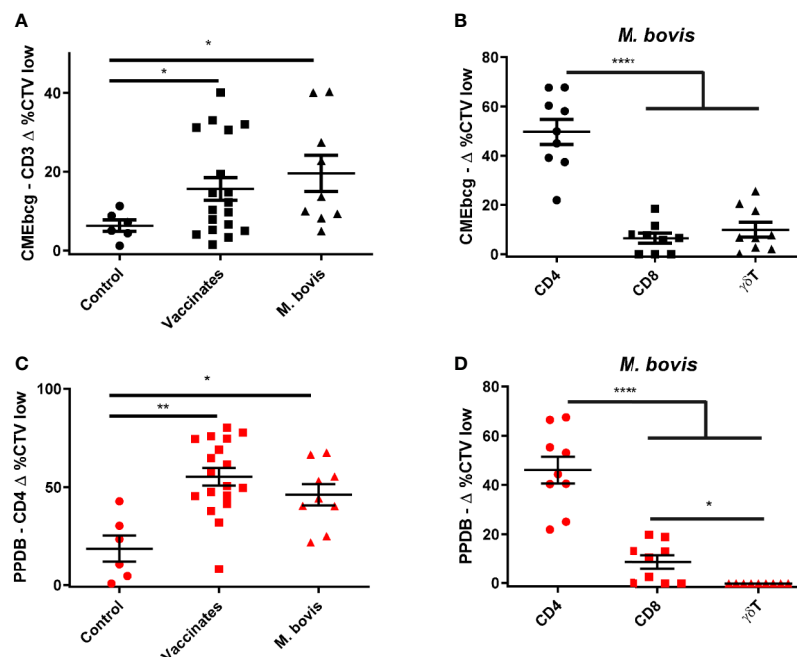 A
CMEbcg - CD3 Δ %CTV low
40
20
0
*
*
Control
Vaccinates
M. bovis
B
M. bovis
CMEbcg - Δ %CTV low
80
60
40
20
0
****
CD4
CD8
γδT
C
PPDB - CD4 Δ %CTV low
100
50
0
*
**
Control
Vaccinates
M. bovis
D
M. bovis
PPDB - Δ %CTV low
80
60
40
20
0
****
*
CD4
CD8
γδT